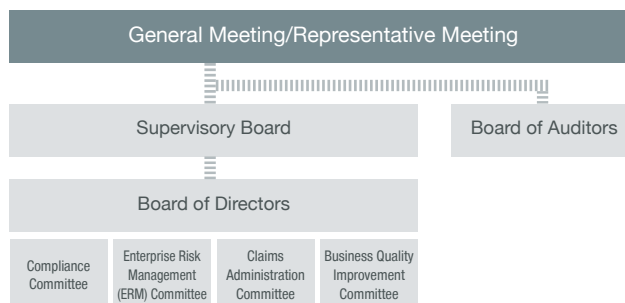 General Meeting/Representative Meeting
Supervisory Board
Board of Auditors
Board of Directors
Compliance
Committee
Enterprise Risk
Management
(ERM) Committee
Claims
Administration
Committee
Business Quality
Improvement
Committee